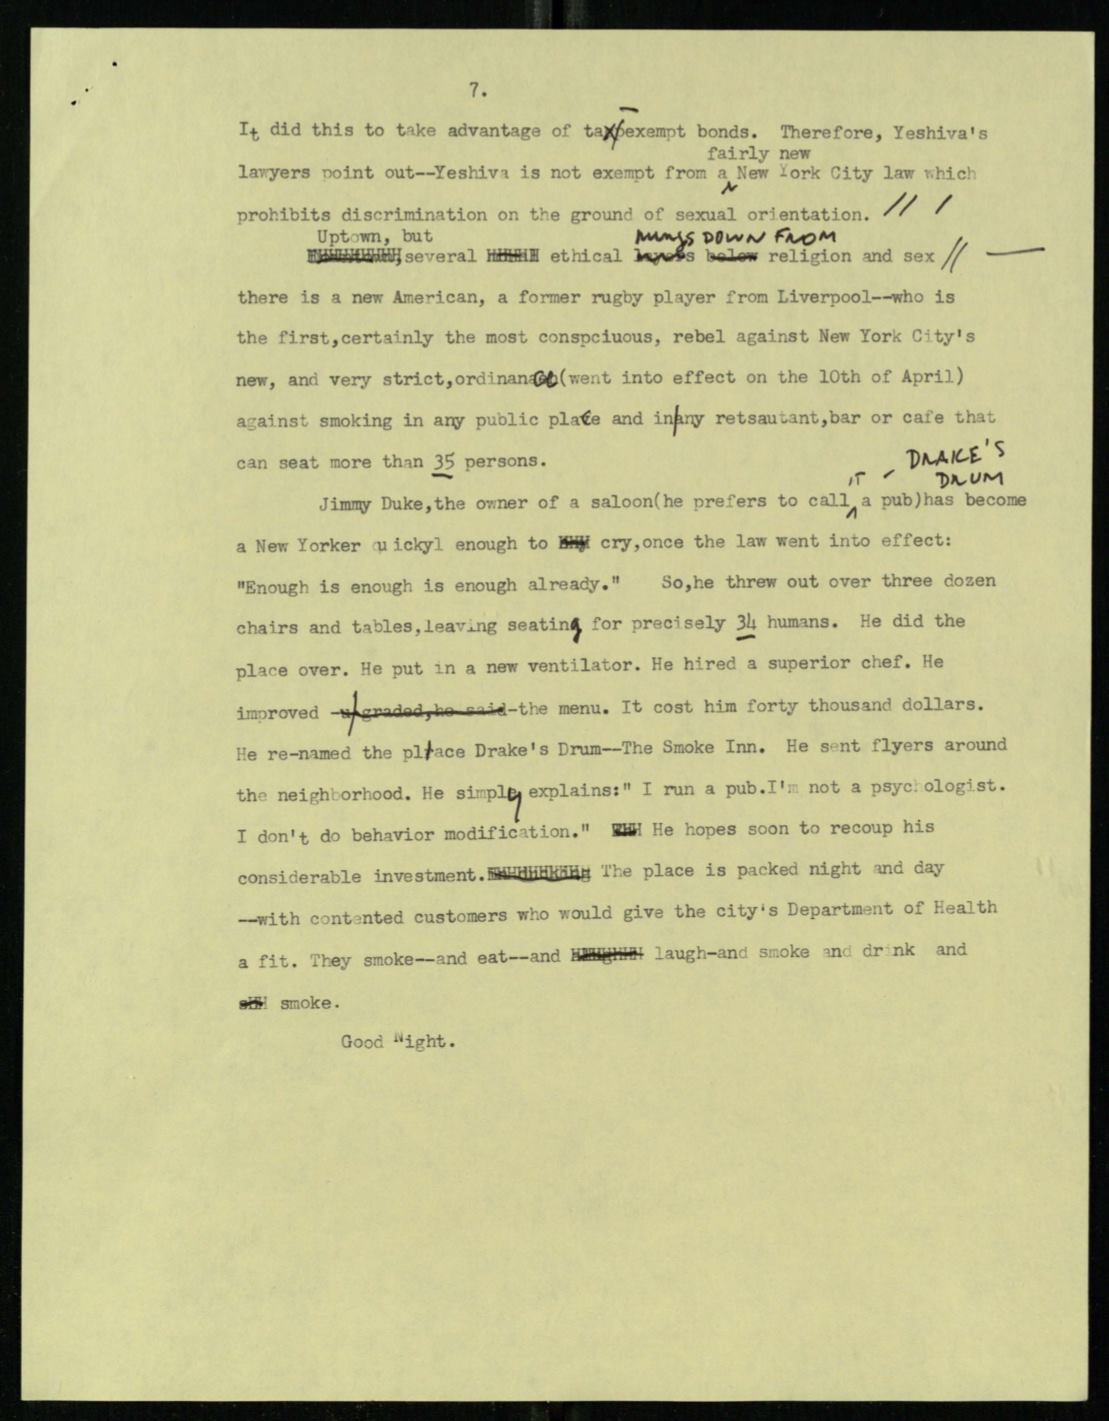 7.
It did this to take advantage of tax-exempt bonds. Therefore, Yeshiva's
fairly new
lawyers point out--Yeshiva is not exempt from a New York City law which
prohibits discrimination on the ground of sexual orientation. // /
Uptown, but
RUNGS DOWN FROM
several ethical layers below religion and sex // —
there is a new American, a former rugby player from Liverpool--who is
the first,certainly the most conspciuous, rebel against New York City's
new, and very strict,ordinance(went into effect on the 10th of April)
against smoking in any public place and in/any retsautant,bar or cafe that
can seat more than 35 persons.
DRAKE'S
IT - DRUM
Jimmy Duke,the owner of a saloon(he prefers to call a pub)has become
a New Yorker quickyl enough to cry,once the law went into effect:
"Enough is enough is enough already." So,he threw out over three dozen
chairs and tables,leaving seating for precisely 34 humans. He did the
place over. He put in a new ventilator. He hired a superior chef. He
improved -upgraded,he said-the menu. It cost him forty thousand dollars.
He re-named the place Drake's Drum--The Smoke Inn. He sent flyers around
the neighborhood. He simply explains:" I run a pub.I'm not a psychologist.
I don't do behavior modification." He hopes soon to recoup his
considerable investment. The place is packed night and day
--with contented customers who would give the city's Department of Health
a fit. They smoke--and eat--and laugh-and smoke and drink and
smoke.
Good Night.